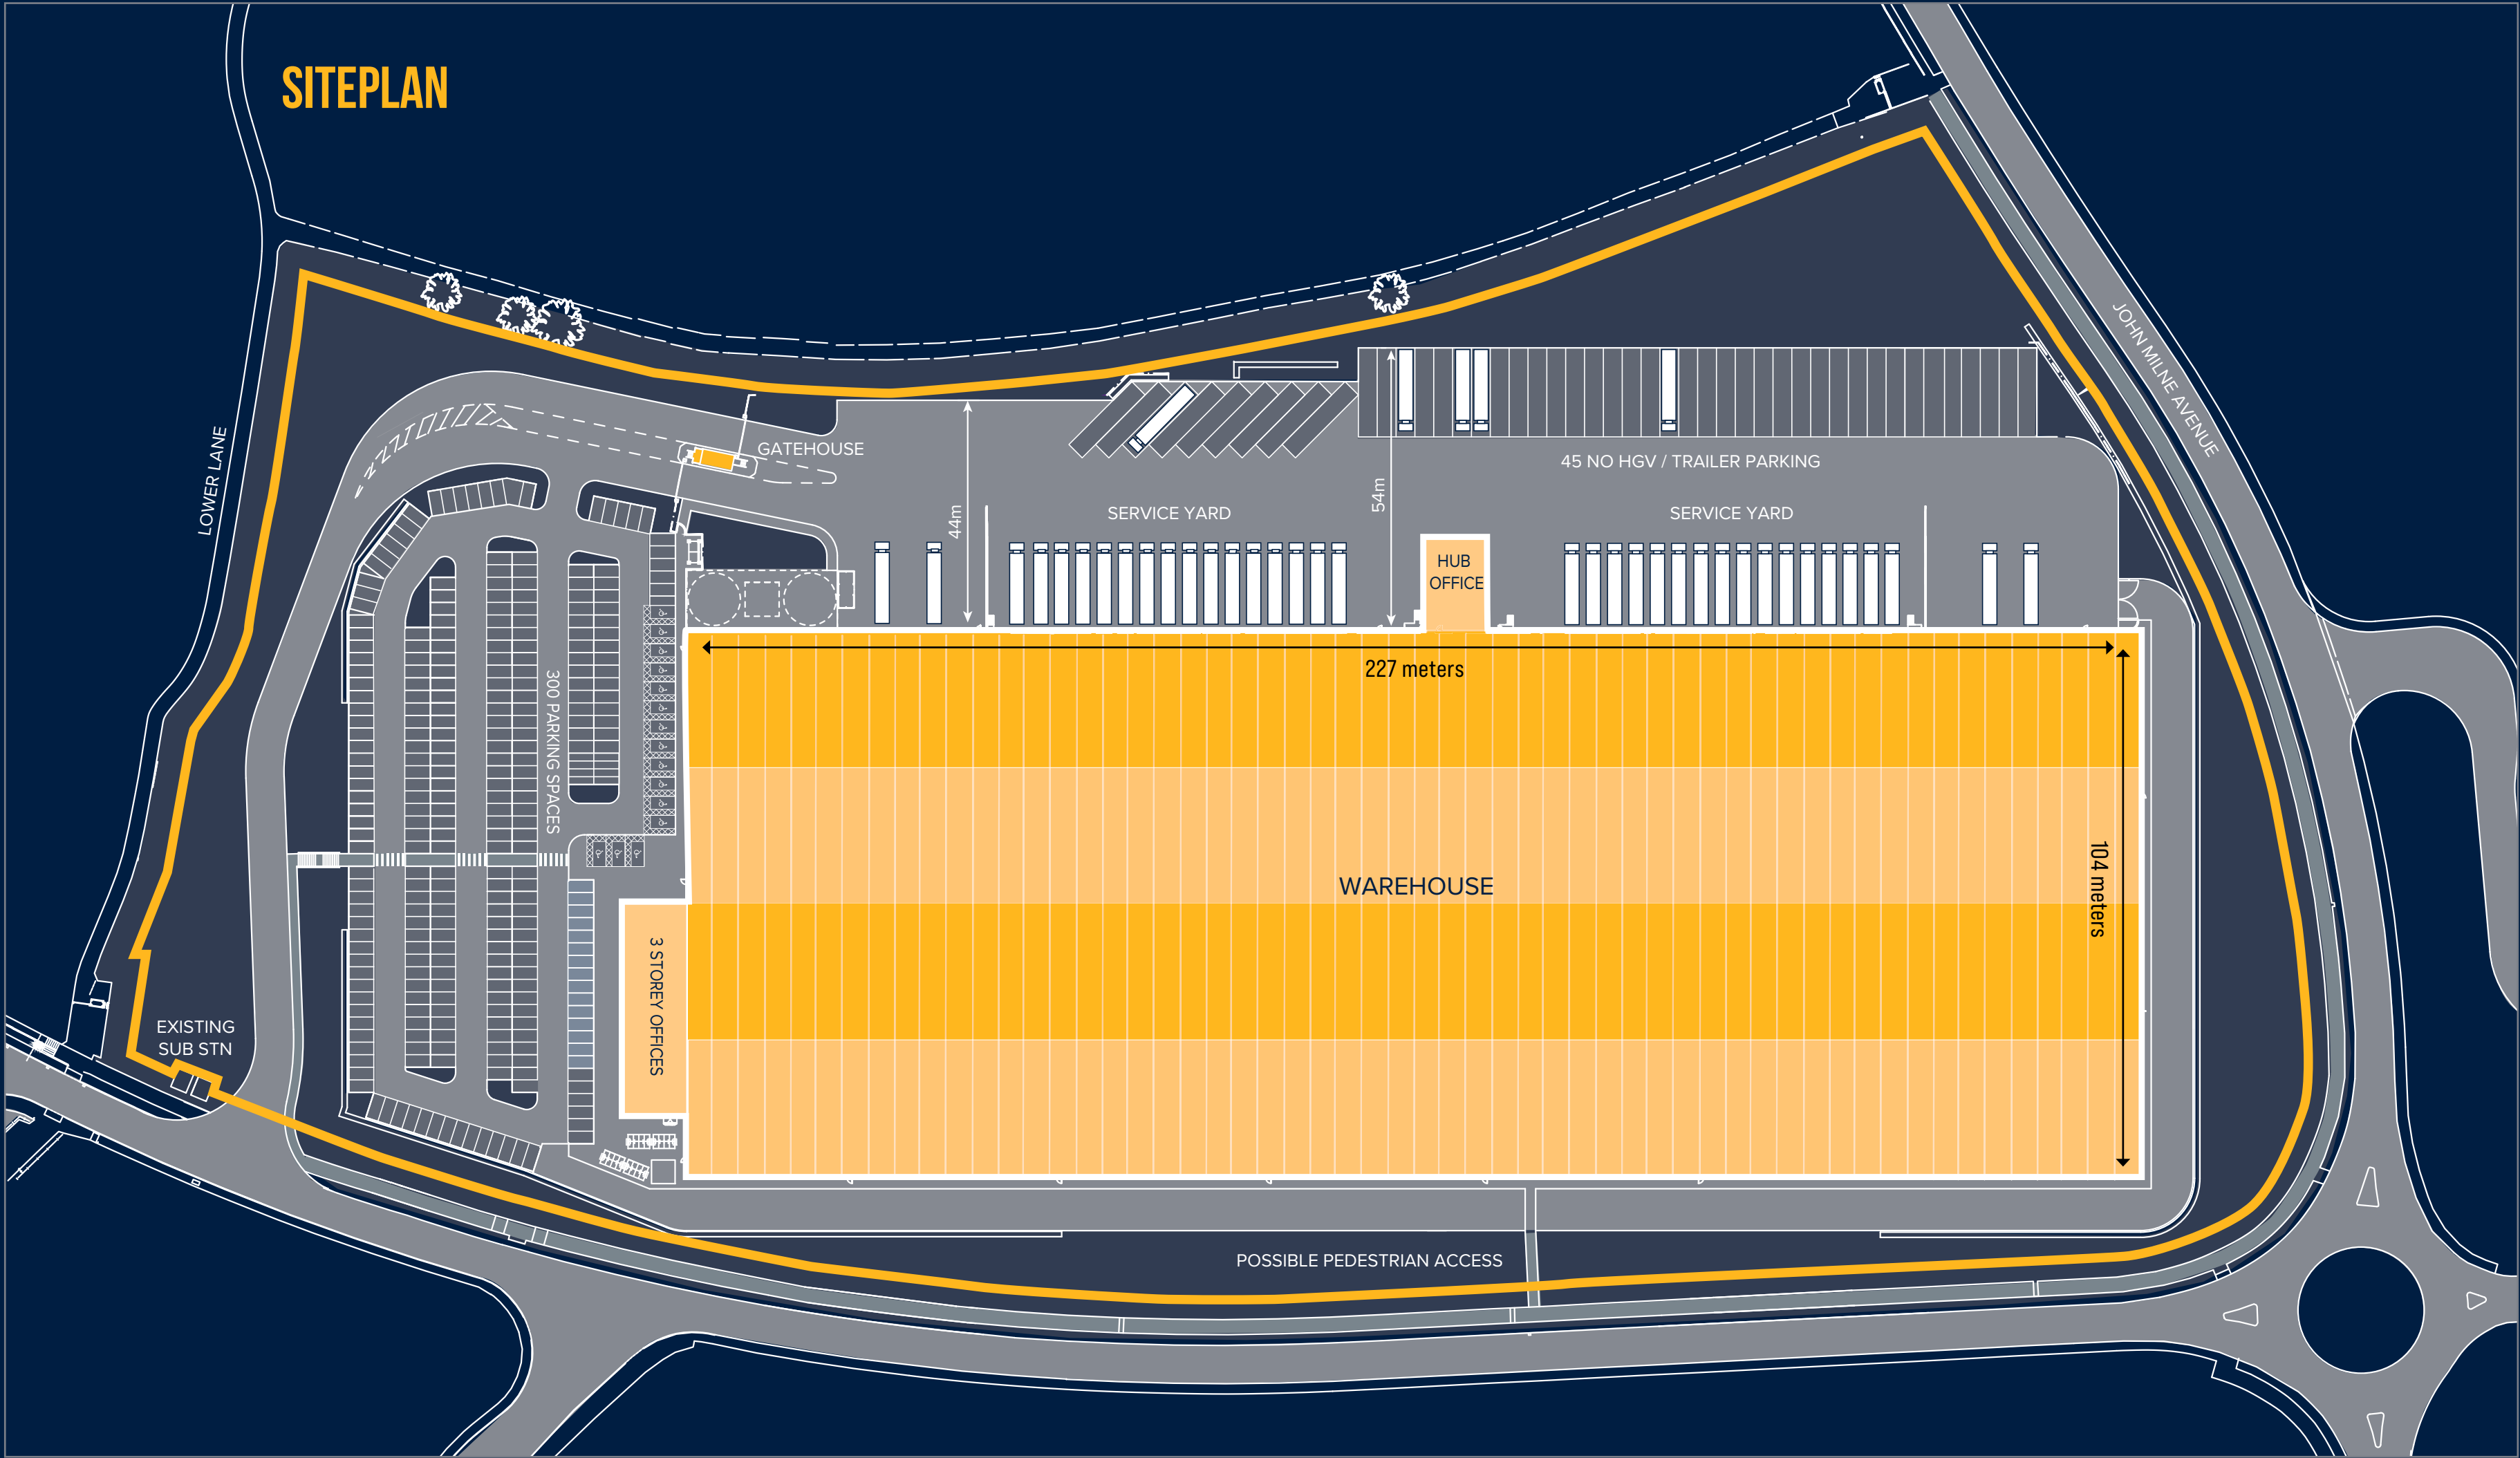 SITEPLAN
JOHN MILNE AVENUE
LOWER LANE
GATEHOUSE
45 NO HGV / TRAILER PARKING
44m
54m
SERVICE YARD
SERVICE YARD
HUB
OFFICE
227 meters
300 PARKING SPACES
WAREHOUSE
104 meters
3 STOREY OFFICES
EXISTING
SUB STN
POSSIBLE PEDESTRIAN ACCESS